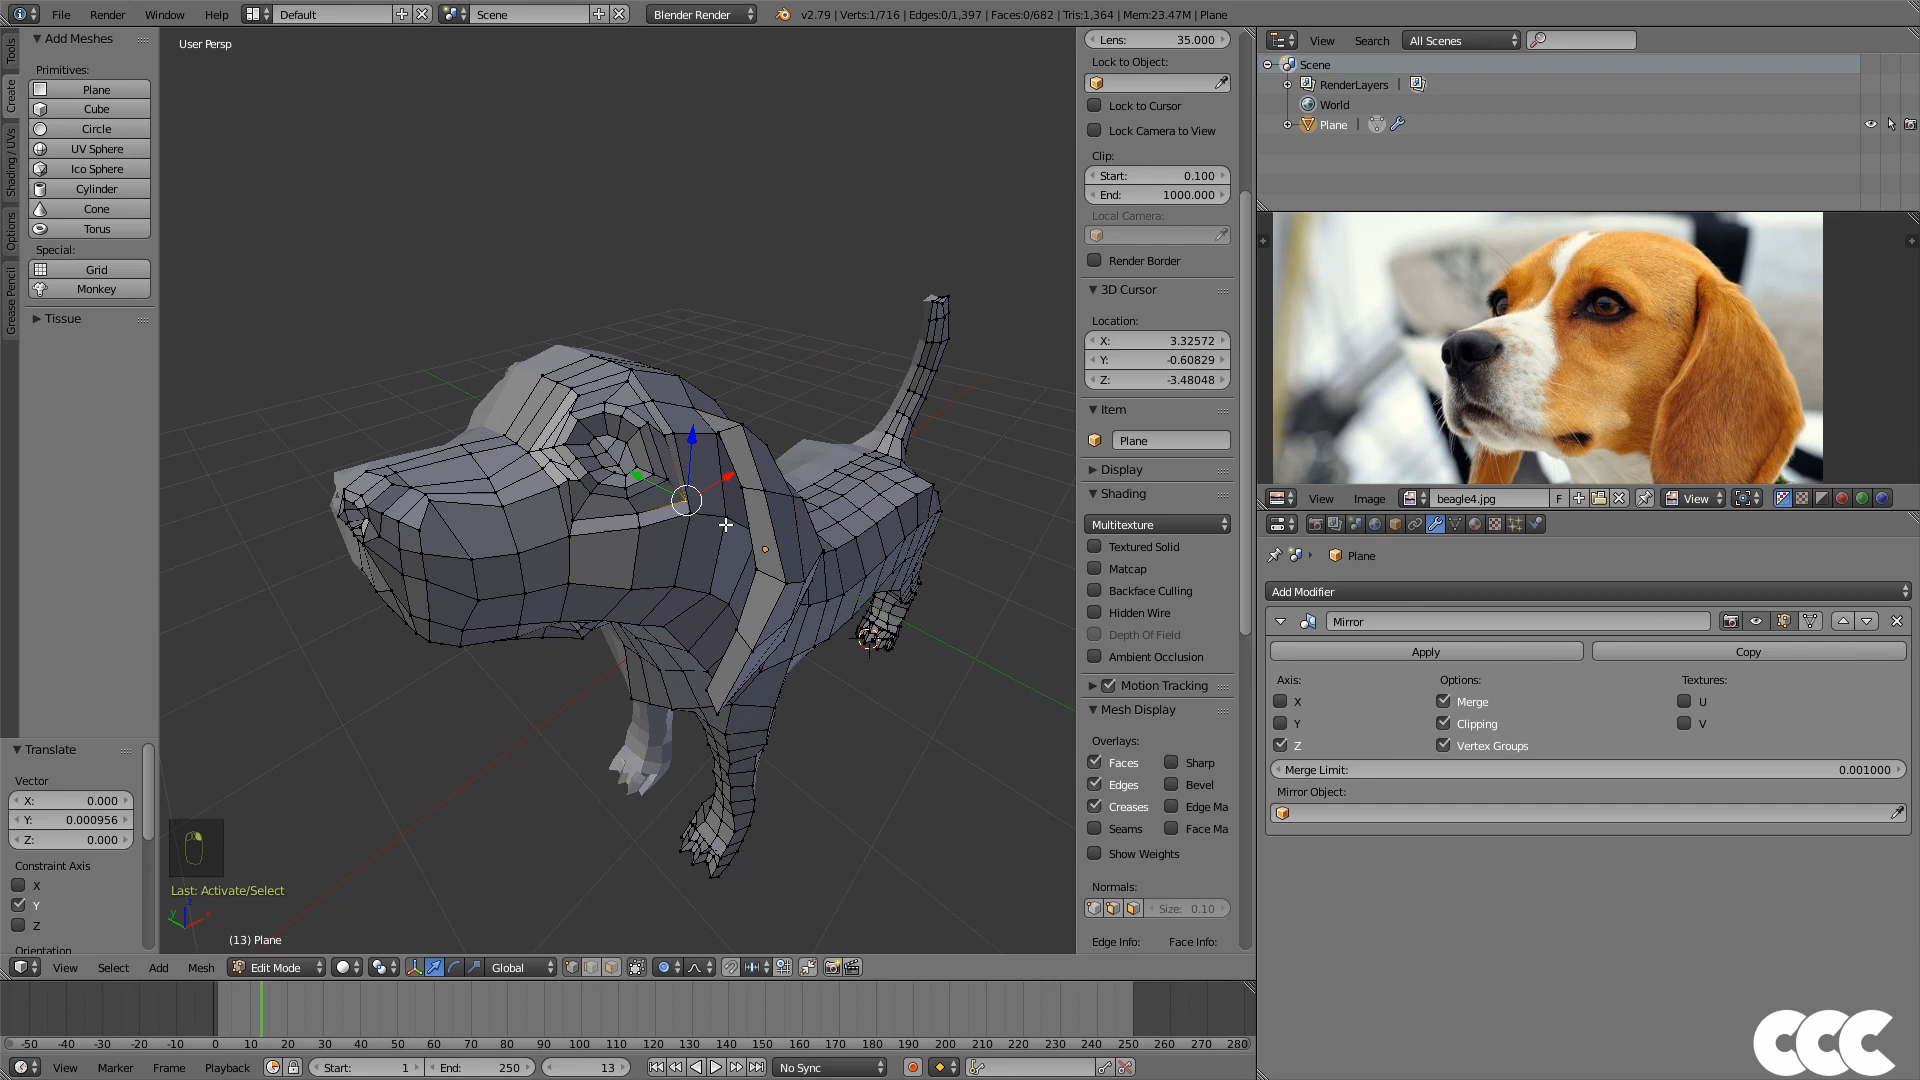 File Render Window Help Default Scene Blender Render v2.79 | Verts:1/716 | Edges:0/1,397 | Faces:0/682 | Tris:1,364 | Mem:23.47M | Plane
Tools
Create
Shading / UVs
Options
Grease Pencil
Add Meshes
Primitives:
Plane
Cube
Circle
UV Sphere
Ico Sphere
Cylinder
Cone
Torus
Special:
Grid
Monkey
Tissue
Translate
Vector
X: 0.000
Y: 0.000956
Z: 0.000
Constraint Axis
X
Y
Z
Orientation
User Persp
Last: Activate/Select
(13) Plane
Lens: 35.000
Lock to Object:
Lock to Cursor
Lock Camera to View
Clip:
Start: 0.100
End: 1000.000
Local Camera:
Render Border
3D Cursor
Location:
X: 3.32572
Y: -0.60829
Z: -3.48048
Item
Plane
Display
Shading
Multitexture
Textured Solid
Matcap
Backface Culling
Hidden Wire
Depth Of Field
Ambient Occlusion
Motion Tracking
Mesh Display
Overlays:
Faces Sharp
Edges Bevel
Creases Edge Ma
Seams Face Ma
Show Weights
Normals:
Size: 0.10
Edge Info: Face Info:
View Search All Scenes
Scene
RenderLayers |
World
Plane |
View Image beagle4.jpg F View
Plane
Add Modifier
Mirror
Apply Copy
Axis: Options: Textures:
X Merge U
Y Clipping V
Z Vertex Groups
Merge Limit: 0.001000
Mirror Object:
View Select Add Mesh Edit Mode Global
-50 -40 -30 -20 -10 0 10 20 30 40 50 60 70 80 90 100 110 120 130 140 150 160 170 180 190 200 210 220 230 240 250 260 270 280
View Marker Frame Playback Start: 1 End: 250 13 No Sync
CCC